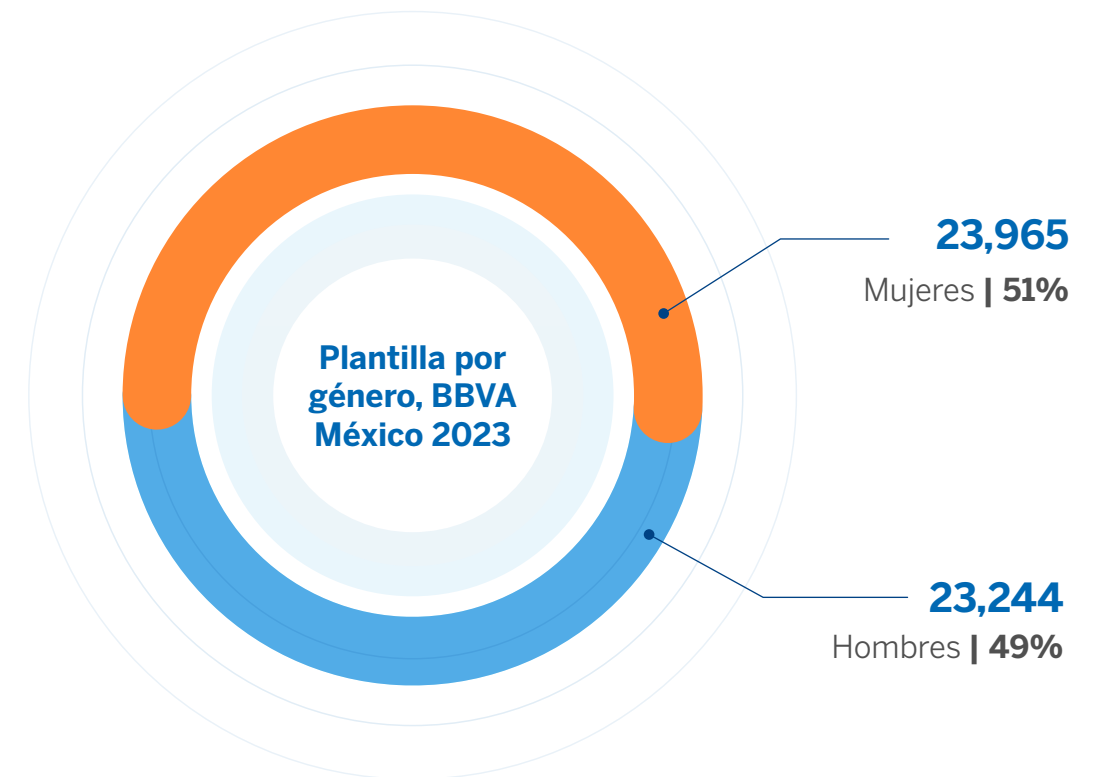 Plantilla por
género, BBVA
México 2023
23,965
Mujeres | 51%
23,244
Hombres | 49%